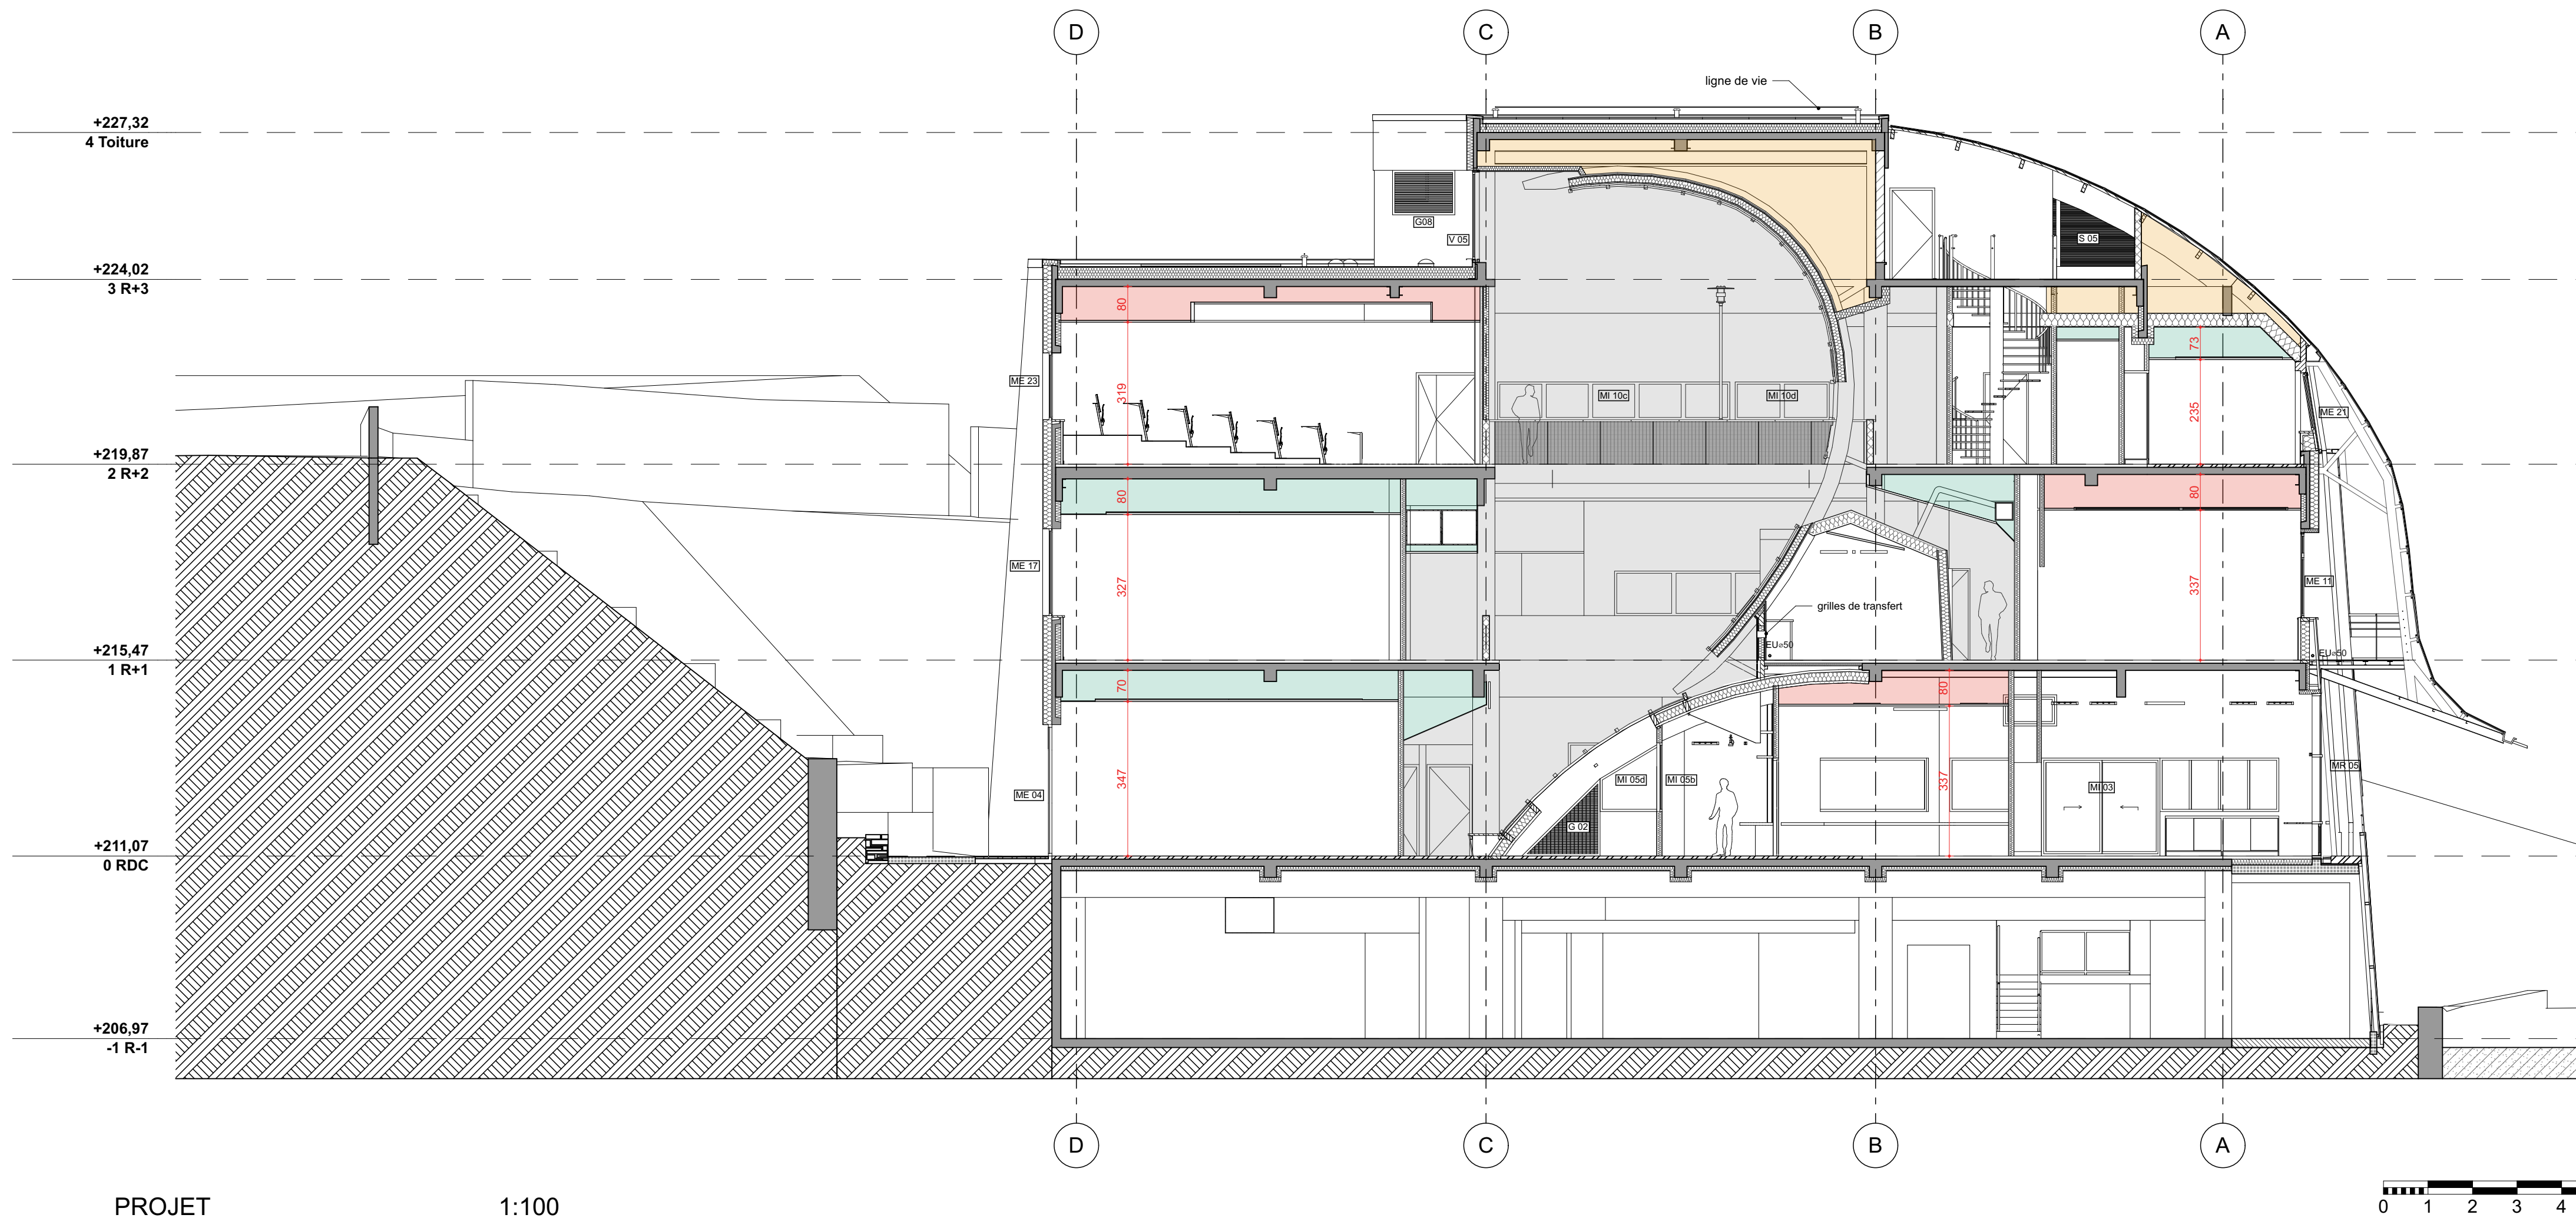 D
C
B
A
ligne de vie
+227,32
4 Toiture
G08
V 05
S 05
+224,02
3 R+3
80
73
ME 23
319
MI 10c
MI 10d
235
ME 21
+219,87
2 R+2
80
80
ME 17
327
337
ME 11
grilles de transfert
EU⌀50
EU⌀50
+215,47
1 R+1
70
80
347
337
ME 04
MI 05d
MI 05b
MI 03
MR 05
G 02
+211,07
0 RDC
+206,97
-1 R-1
D
C
B
A
PROJET
1:100
0 1 2 3 4